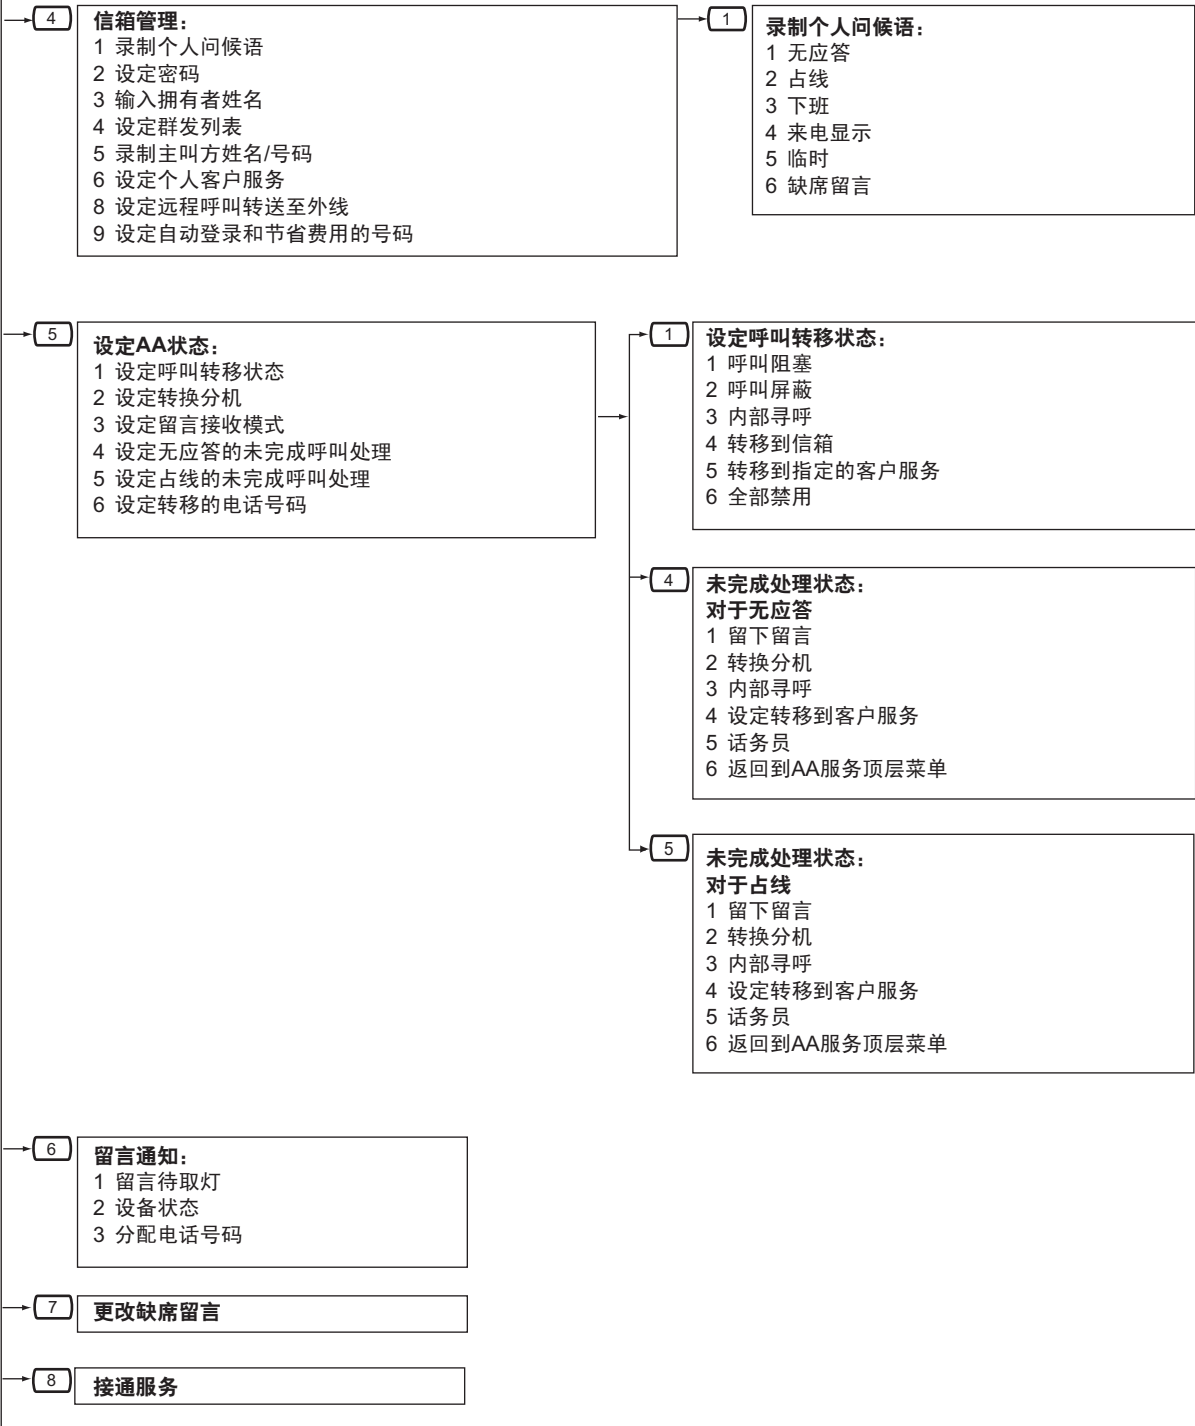 4
信箱管理：
1 录制个人问候语
2 设定密码
3 输入拥有者姓名
4 设定群发列表
5 录制主叫方姓名/号码
6 设定个人客户服务
8 设定远程呼叫转送至外线
9 设定自动登录和节省费用的号码
1
录制个人问候语：
1 无应答
2 占线
3 下班
4 来电显示
5 临时
6 缺席留言
5
设定AA状态：
1 设定呼叫转移状态
2 设定转换分机
3 设定留言接收模式
4 设定无应答的未完成呼叫处理
5 设定占线的未完成呼叫处理
6 设定转移的电话号码
1
设定呼叫转移状态：
1 呼叫阻塞
2 呼叫屏蔽
3 内部寻呼
4 转移到信箱
5 转移到指定的客户服务
6 全部禁用
4
未完成处理状态：
对于无应答
1 留下留言
2 转换分机
3 内部寻呼
4 设定转移到客户服务
5 话务员
6 返回到AA服务顶层菜单
5
未完成处理状态：
对于占线
1 留下留言
2 转换分机
3 内部寻呼
4 设定转移到客户服务
5 话务员
6 返回到AA服务顶层菜单
6
留言通知：
1 留言待取灯
2 设备状态
3 分配电话号码
7
更改缺席留言
8
接通服务